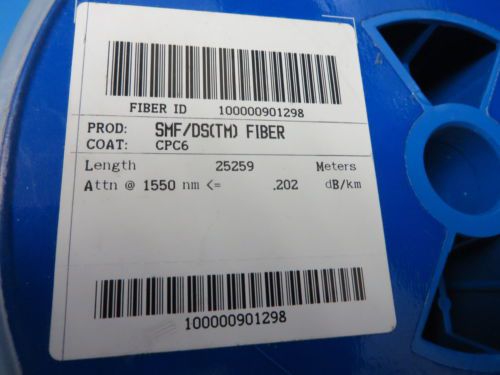 FIBER ID 100000901298
PROD: SMF/DS(TM) FIBER
COAT: CPC6
Length 25259 Meters
Attn @ 1550 nm <= .202 dB/km
100000901298